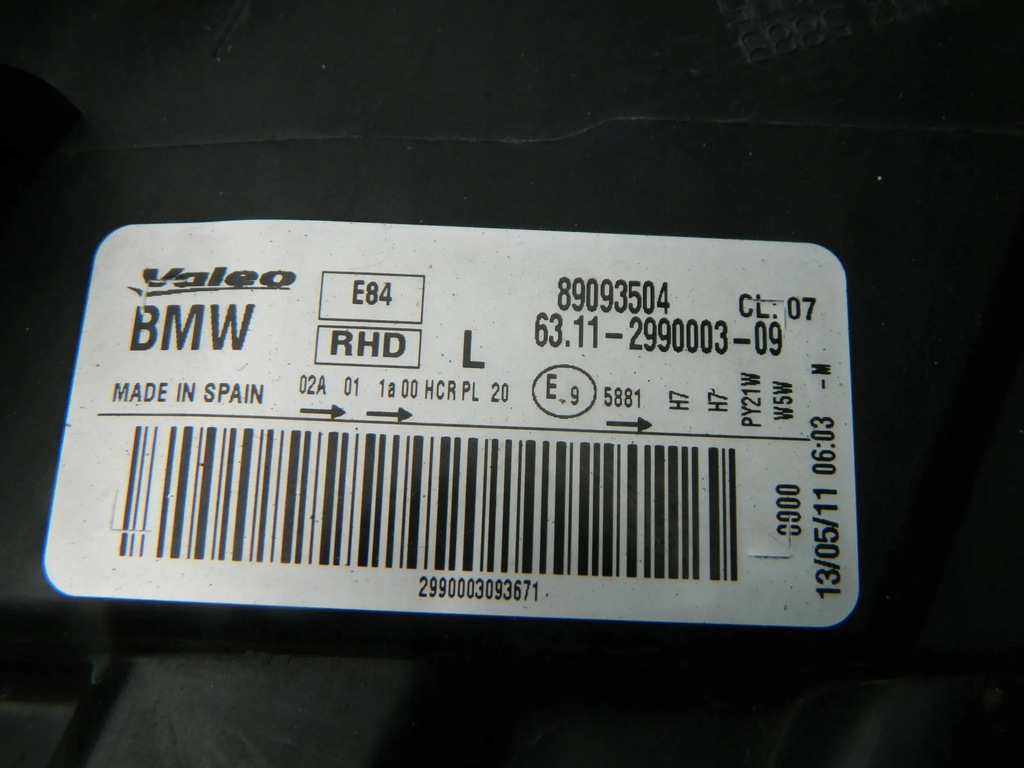 Valeo
BMW
E84
RHD
L
89093504
CL: 07
63.11-2990003-09
MADE IN SPAIN
02A 01 1a 00 HCR PL 20
E 9
5881
H7
H7
PY21W
W5W
13/05/11 06:03 -M
0000
2990003093671